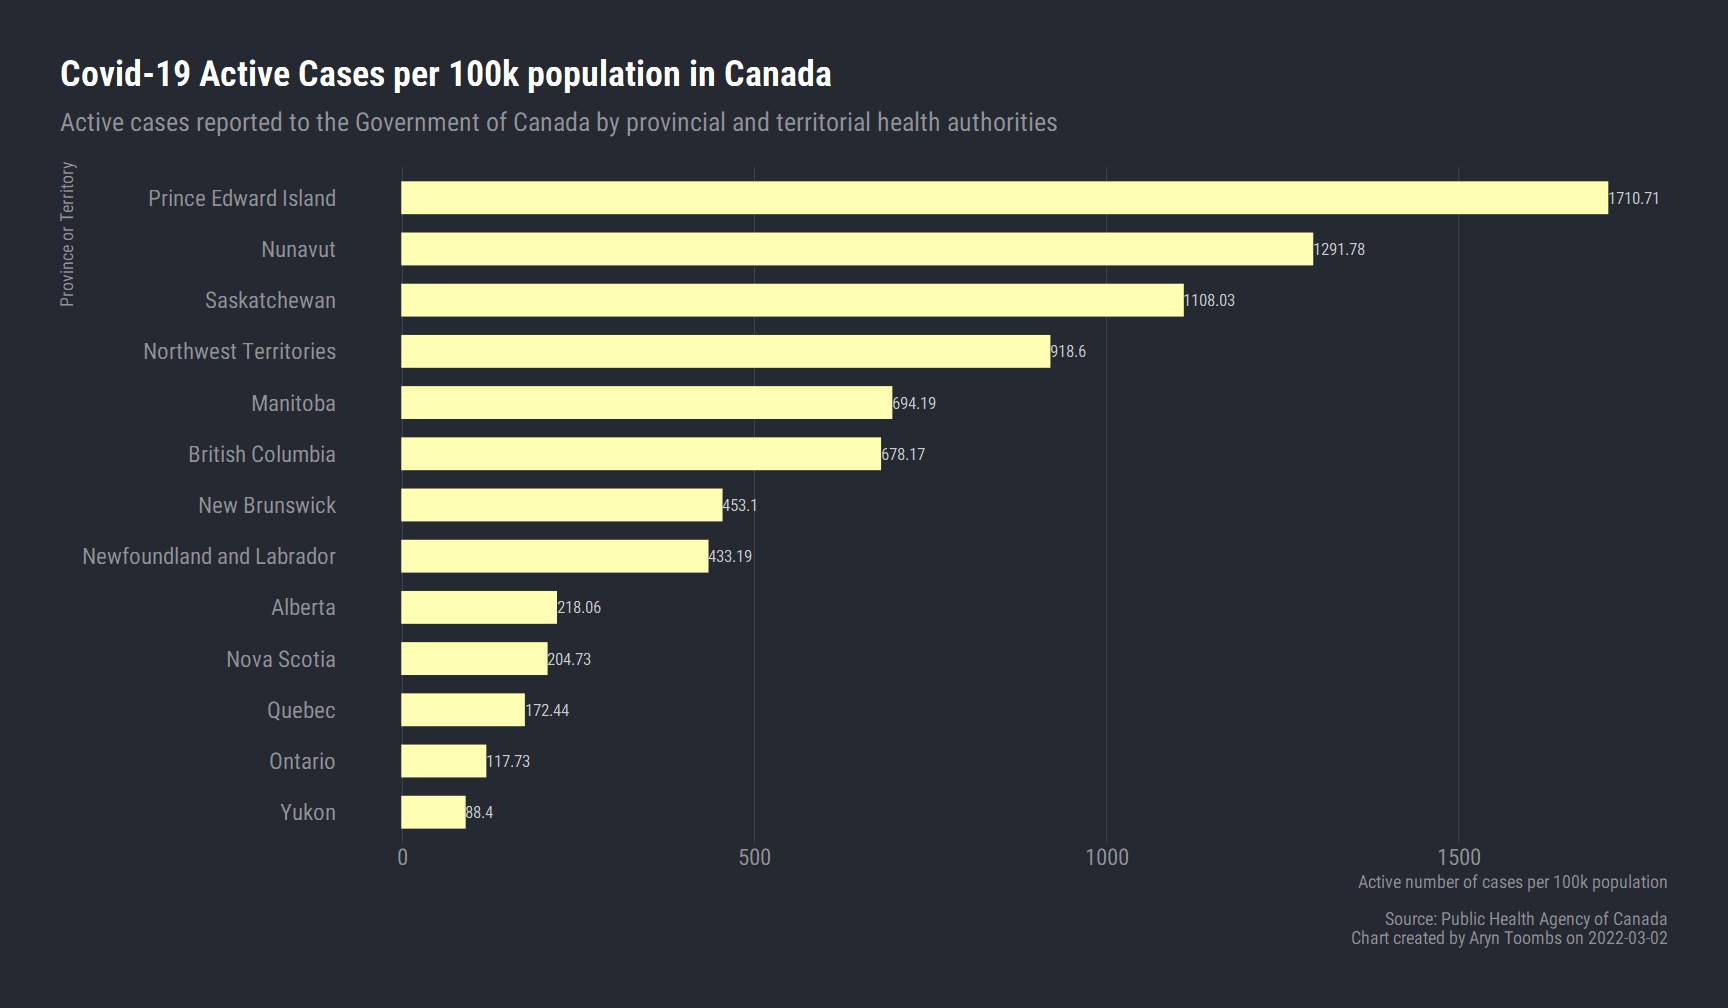 Covid-19 Active Cases per 100k population in Canada
Active cases reported to the Government of Canada by provincial and territorial health authorities
Province or Territory
Prince Edward Island 1710.71
Nunavut 1291.78
Saskatchewan 1108.03
Northwest Territories 918.6
Manitoba 694.19
British Columbia 678.17
New Brunswick 453.1
Newfoundland and Labrador 433.19
Alberta 218.06
Nova Scotia 204.73
Quebec 172.44
Ontario 117.73
Yukon 88.4
0 500 1000 1500
Active number of cases per 100k population
Source: Public Health Agency of Canada
Chart created by Aryn Toombs on 2022-03-02